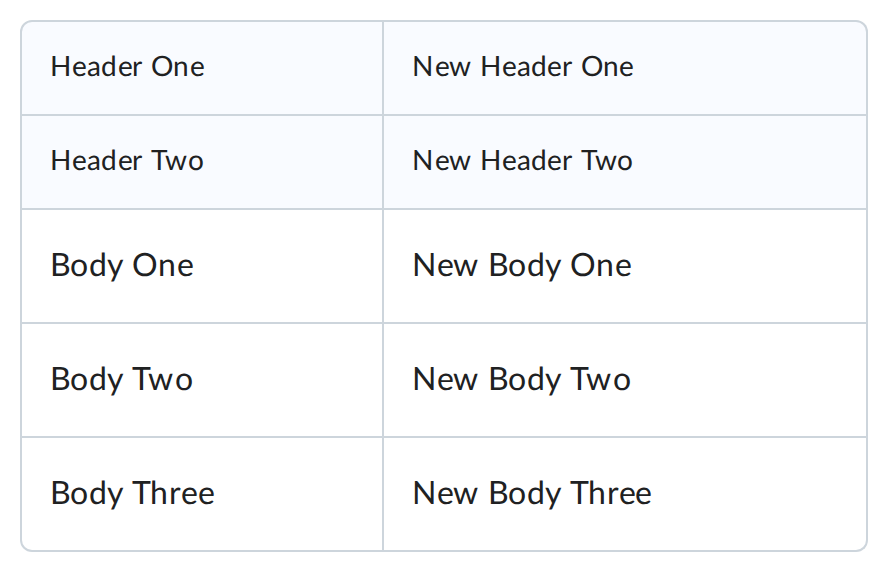 Header One New Header One
Header Two New Header Two
Body One New Body One
Body Two New Body Two
Body Three New Body Three